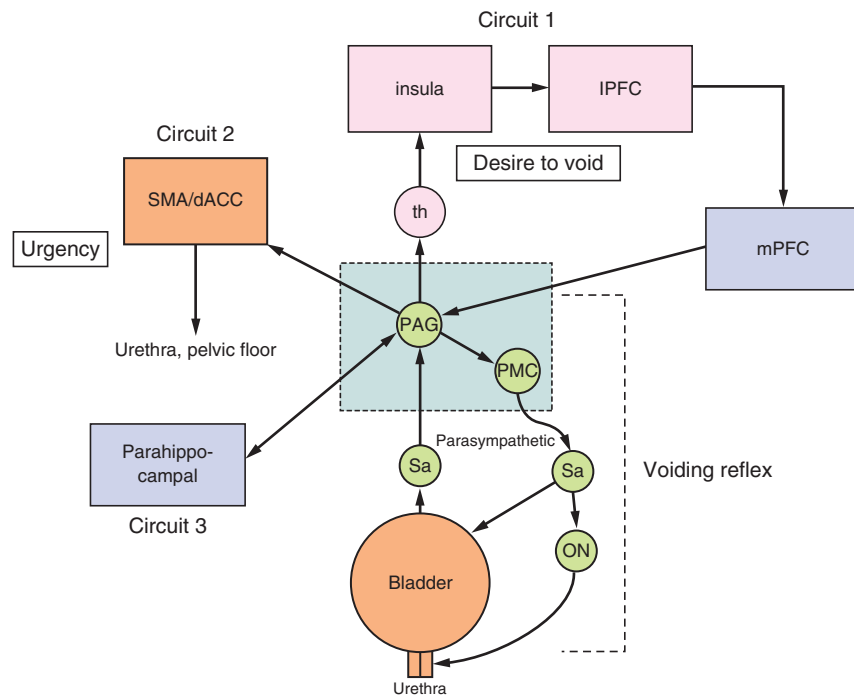 Circuit 1
insula
lPFC
Circuit 2
Desire to void
SMA/dACC
th
Urgency
mPFC
PAG
Urethra, pelvic floor
PMC
Parasympathetic
Parahippo-
campal
Sa
Sa
Voiding reflex
Circuit 3
ON
Bladder
Urethra